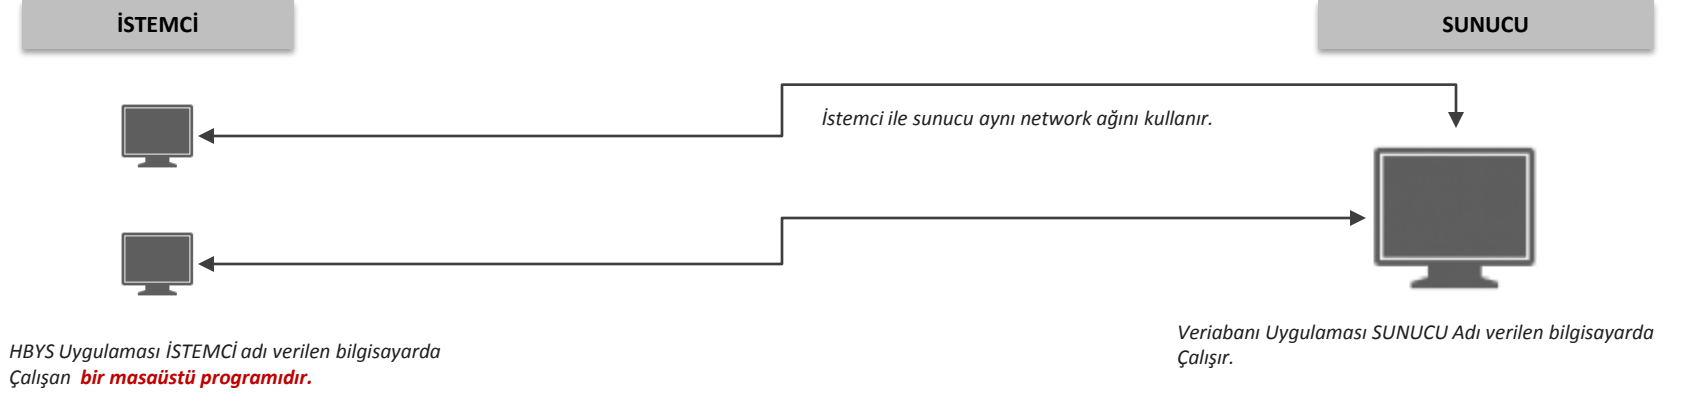 İSTEMCİ
SUNUCU
İstemci ile sunucu aynı network ağını kullanır.
HBYS Uygulaması İSTEMCİ adı verilen bilgisayarda
Çalışan bir masaüstü programıdır.
Veriabanı Uygulaması SUNUCU Adı verilen bilgisayarda
Çalışır.